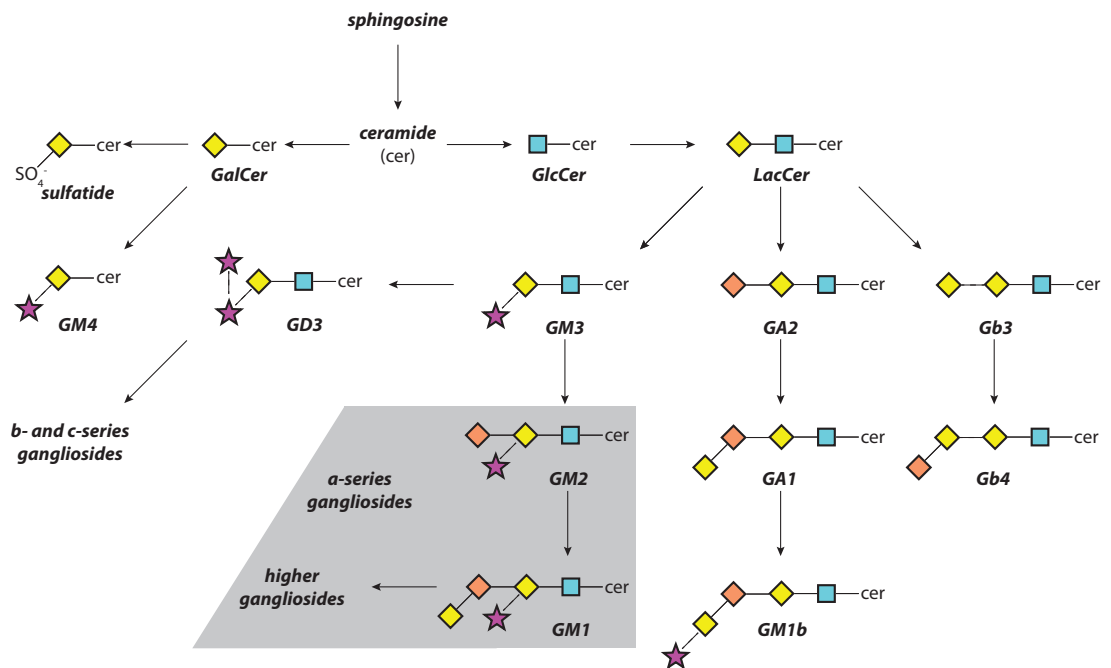 sphingosine
cer
SO4-
sulfatide
cer
GalCer
ceramide
(cer)
cer
GlcCer
cer
LacCer
cer
GM4
cer
GD3
cer
GM3
cer
GA2
cer
Gb3
b- and c-series
gangliosides
a-series
gangliosides
cer
GM2
cer
GA1
cer
Gb4
higher
gangliosides
cer
GM1
cer
GM1b